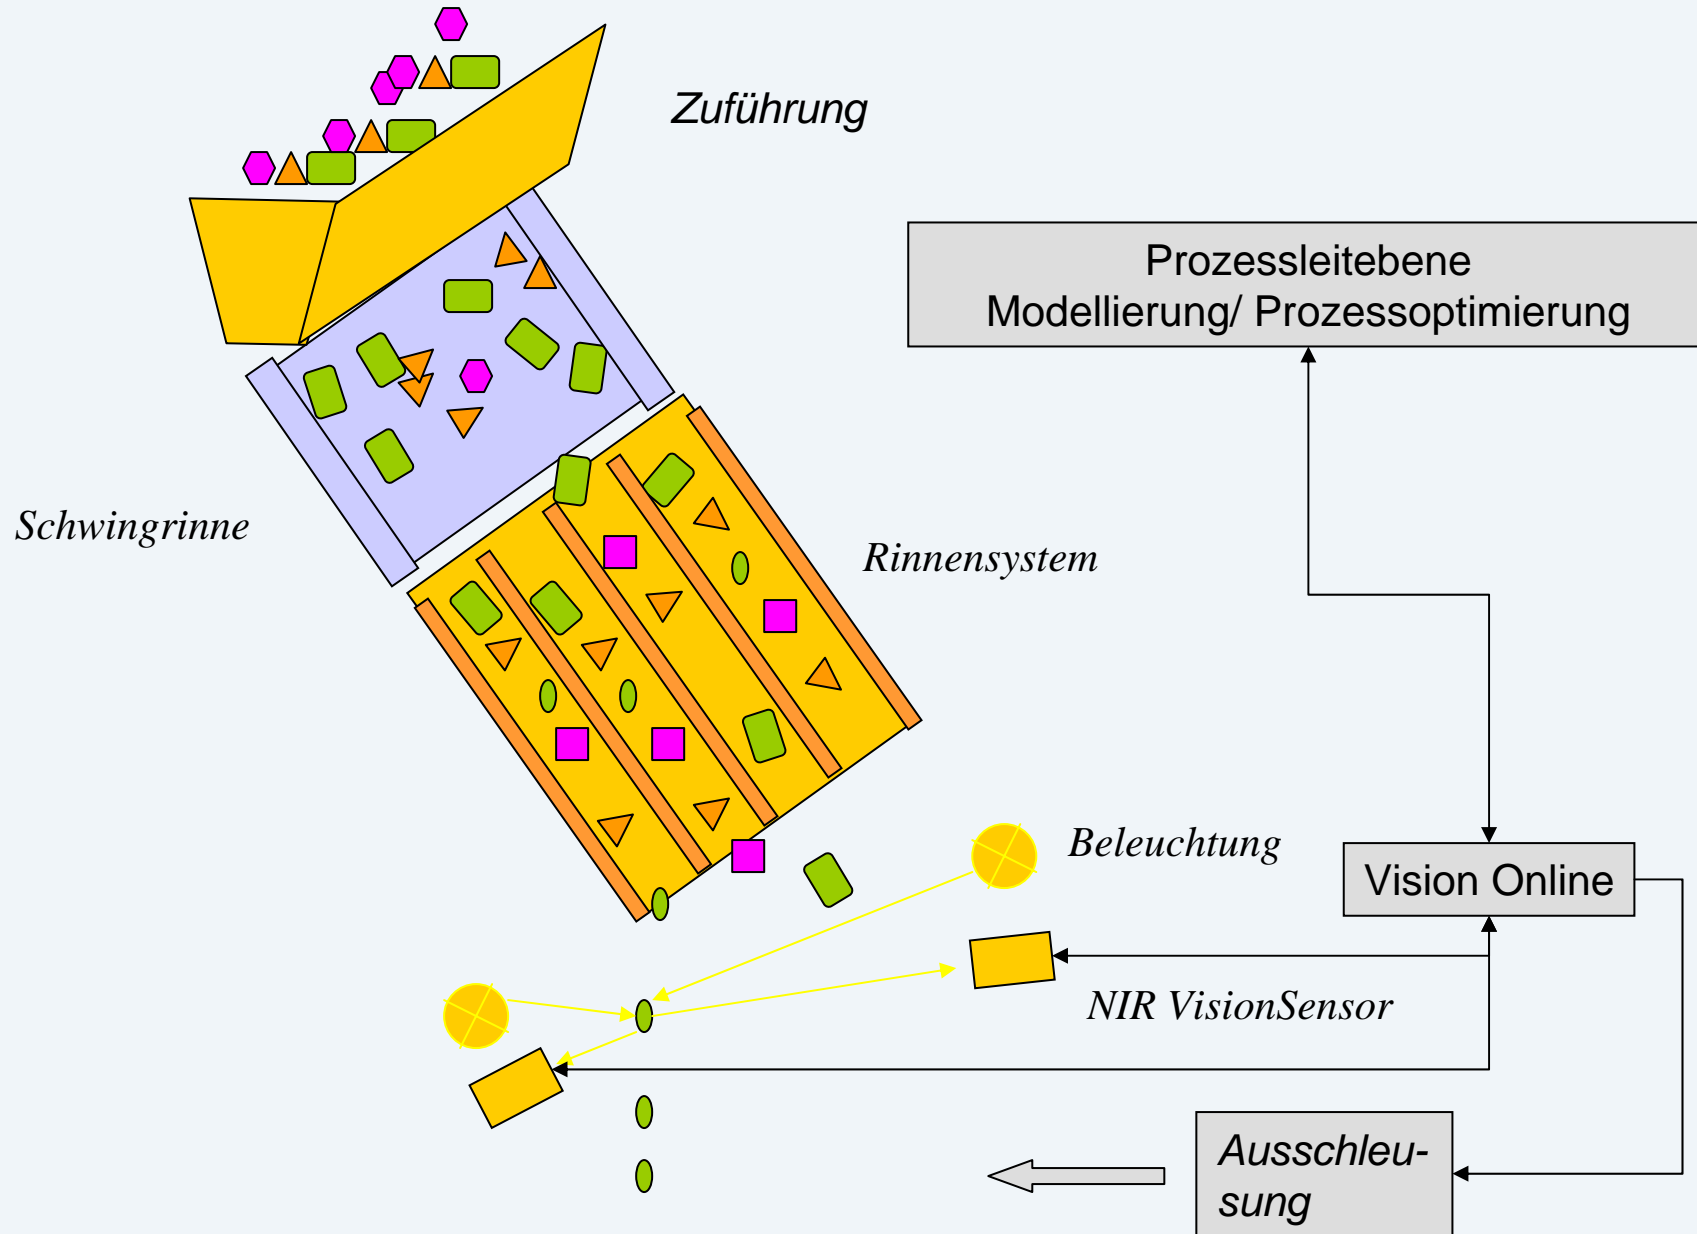 Zuführung
Prozessleitebene
Modellierung/ Prozessoptimierung
Schwingrinne
Rinnensystem
Beleuchtung
Vision Online
NIR VisionSensor
Ausschleu-
sung